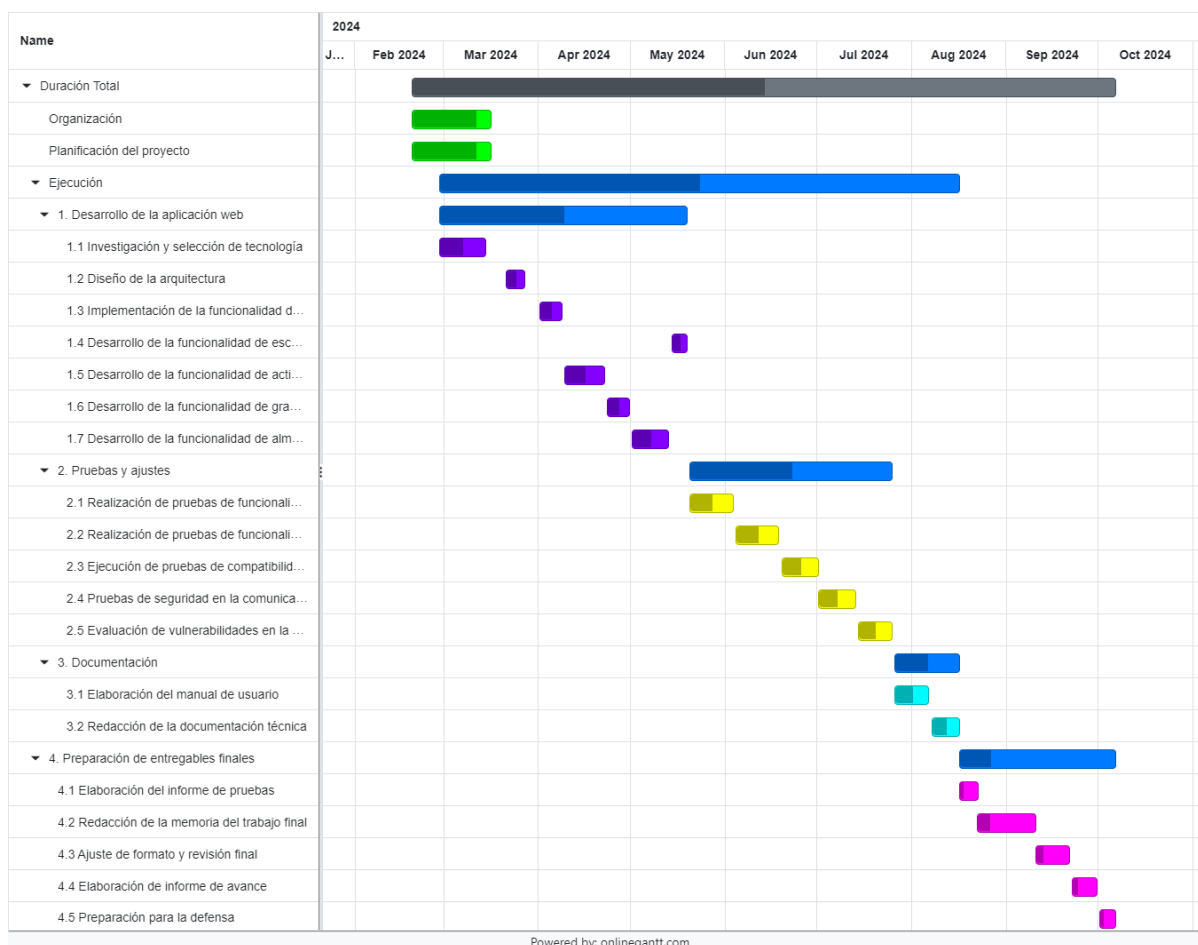 Name
2024
J... Feb 2024 Mar 2024 Apr 2024 May 2024 Jun 2024 Jul 2024 Aug 2024 Sep 2024 Oct 2024
Duración Total
Organización
Planificación del proyecto
Ejecución
1. Desarrollo de la aplicación web
1.1 Investigación y selección de tecnología
1.2 Diseño de la arquitectura
1.3 Implementación de la funcionalidad d...
1.4 Desarrollo de la funcionalidad de esc...
1.5 Desarrollo de la funcionalidad de acti...
1.6 Desarrollo de la funcionalidad de gra...
1.7 Desarrollo de la funcionalidad de alm...
2. Pruebas y ajustes
2.1 Realización de pruebas de funcionali...
2.2 Realización de pruebas de funcionali...
2.3 Ejecución de pruebas de compatibilid...
2.4 Pruebas de seguridad en la comunica...
2.5 Evaluación de vulnerabilidades en la ...
3. Documentación
3.1 Elaboración del manual de usuario
3.2 Redacción de la documentación técnica
4. Preparación de entregables finales
4.1 Elaboración del informe de pruebas
4.2 Redacción de la memoria del trabajo final
4.3 Ajuste de formato y revisión final
4.4 Elaboración de informe de avance
4.5 Preparación para la defensa
Powered by: onlinegantt.com